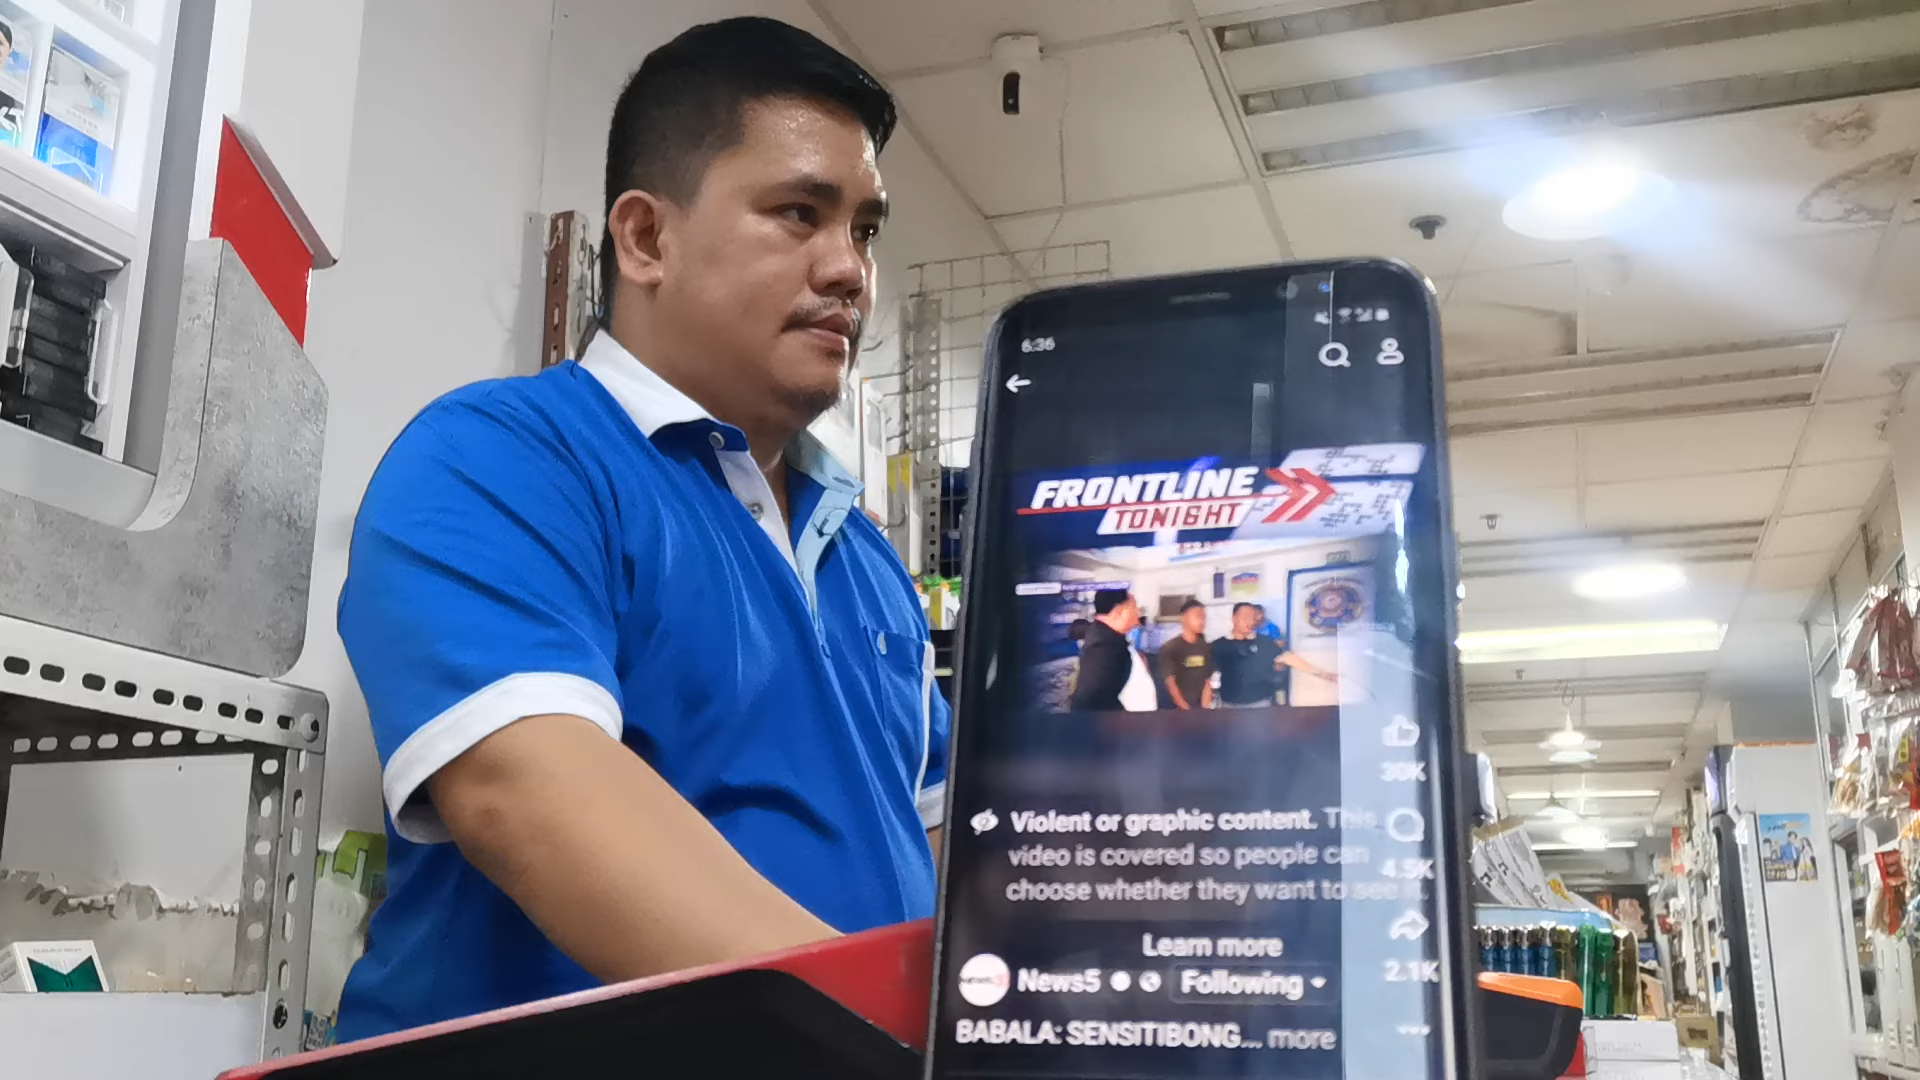 6:36
FRONTLINE
TONIGHT
30K
Violent or graphic content. This
video is covered so people can
4.5K
choose whether they want to see it.
Learn more
2.1K
News5
Following
BABALA: SENSITIBONG... more